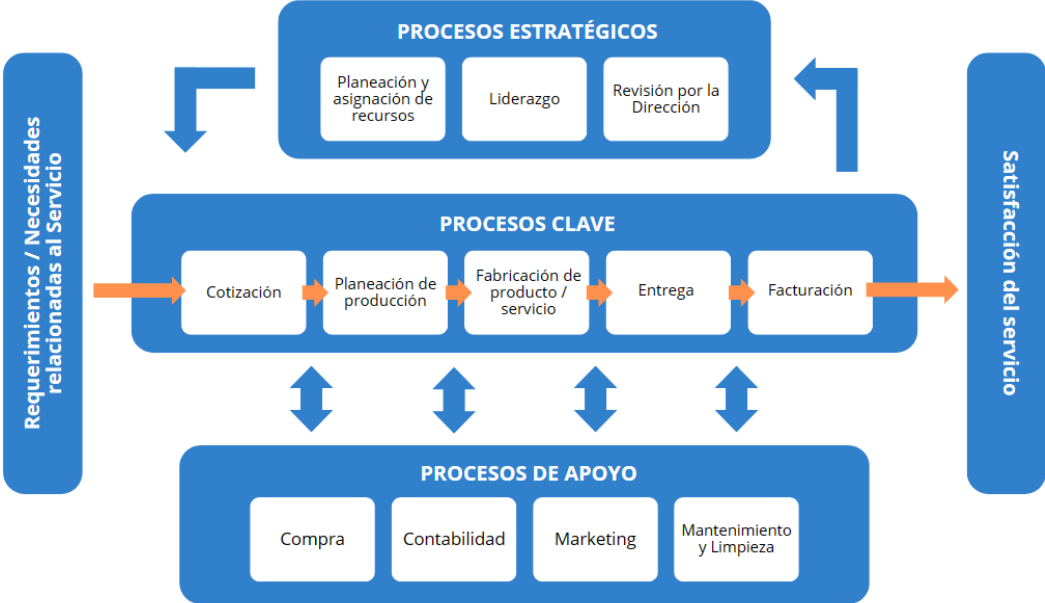 PROCESOS ESTRATÉGICOS
Planeación y
asignación de
recursos
Liderazgo
Revisión por la
Dirección
Requerimientos / Necesidades
relacionadas al Servicio
PROCESOS CLAVE
Cotización
Planeación de
producción
Fabricación de
producto /
servicio
Entrega
Facturación
Satisfacción del servicio
PROCESOS DE APOYO
Compra
Contabilidad
Marketing
Mantenimiento
y Limpieza